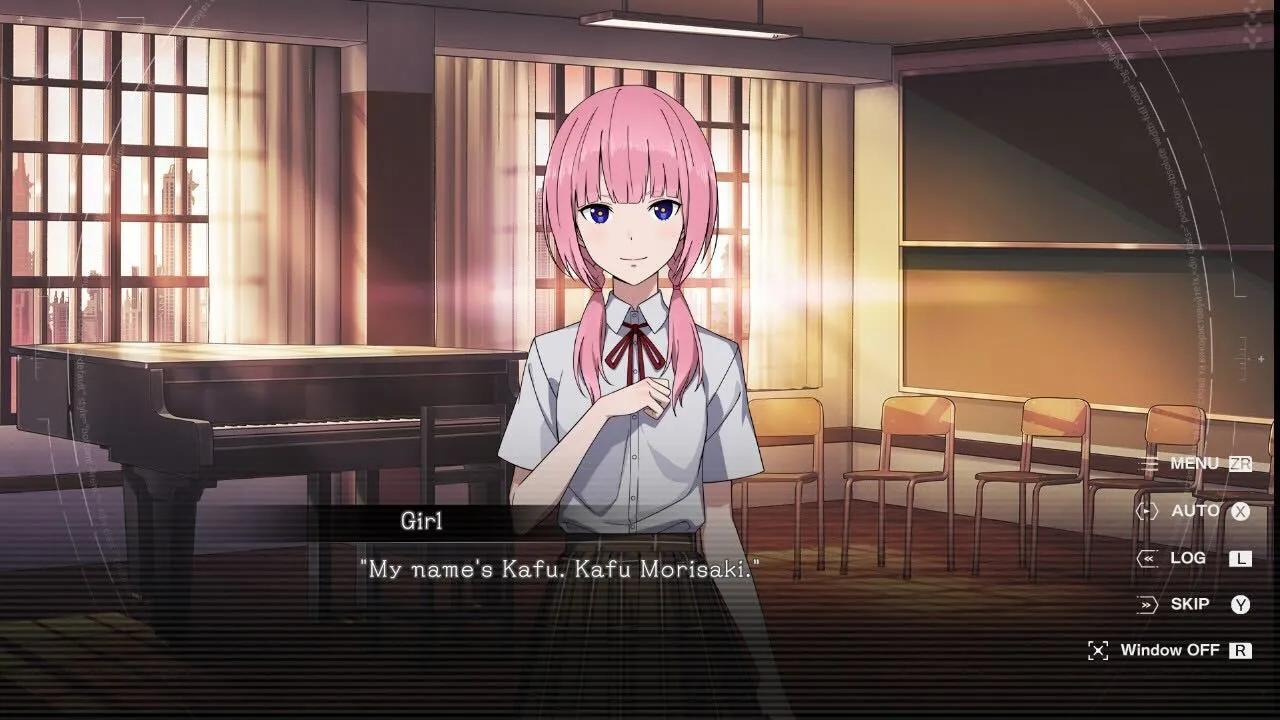 Girl
"My name's Kafu. Kafu Morisaki."
MENU ZR
AUTO X
LOG L
SKIP Y
Window OFF R